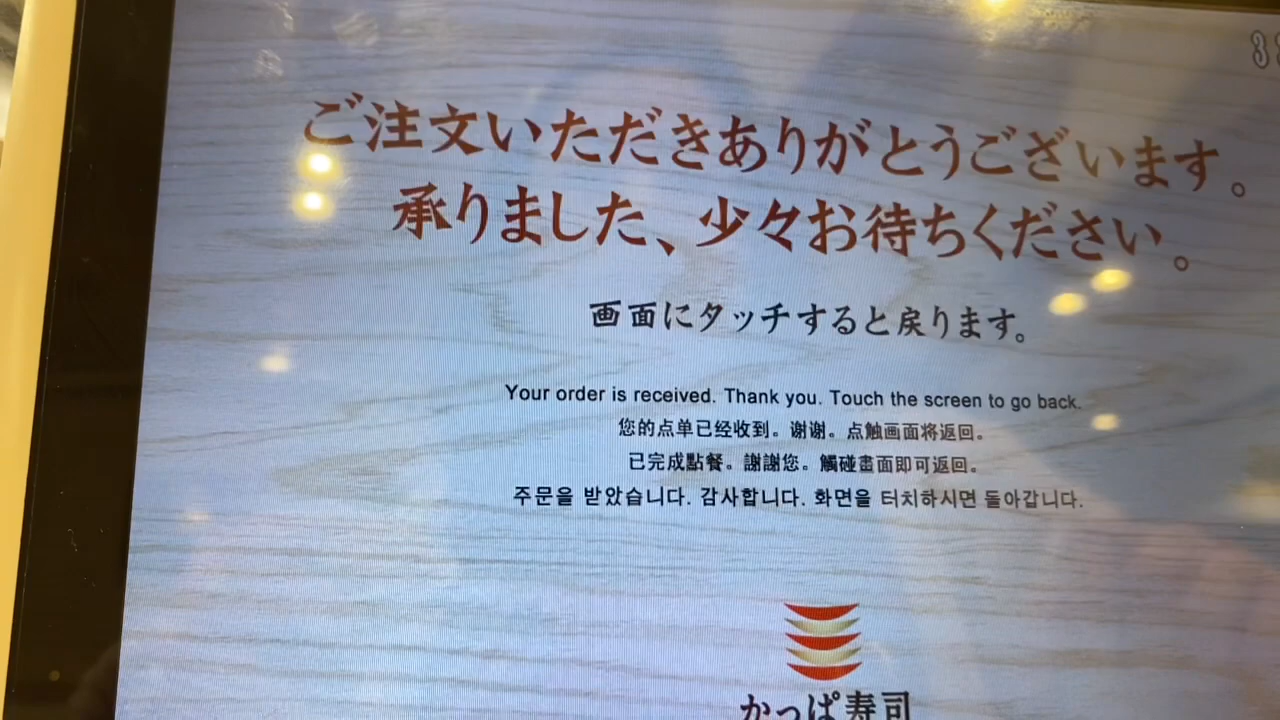 ご注文いただきありがとうございます。
承りました、少々お待ちください。
画面にタッチすると戻ります。
Your order is received. Thank you. Touch the screen to go back.
您的点单已经收到。谢谢。点触画面将返回。
已完成點餐。謝謝您。觸碰畫面即可返回。
주문을 받았습니다. 감사합니다. 화면을 터치하시면 돌아갑니다.
かっぱ寿司